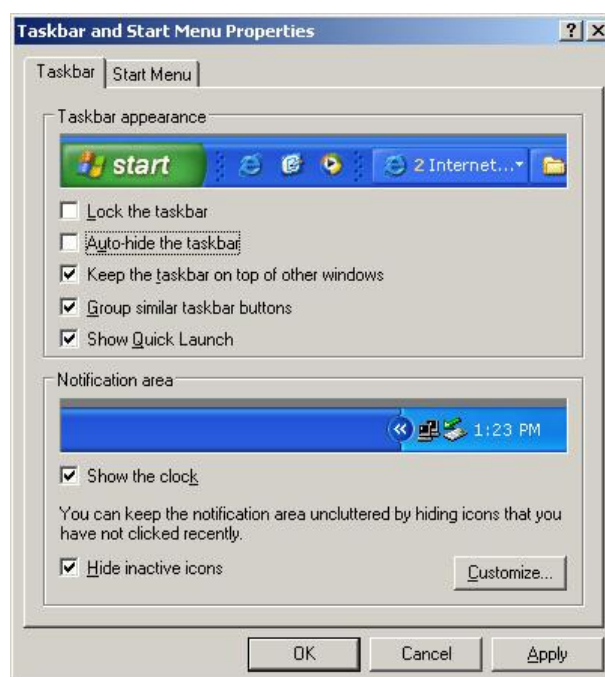 Taskbar and Start Menu Properties
Taskbar
Start Menu
Taskbar appearance
start
2 Internet...
Lock the taskbar
Auto-hide the taskbar
Keep the taskbar on top of other windows
Group similar taskbar buttons
Show Quick Launch
Notification area
1:23 PM
Show the clock
You can keep the notification area uncluttered by hiding icons that you
have not clicked recently.
Hide inactive icons
Customize...
OK
Cancel
Apply